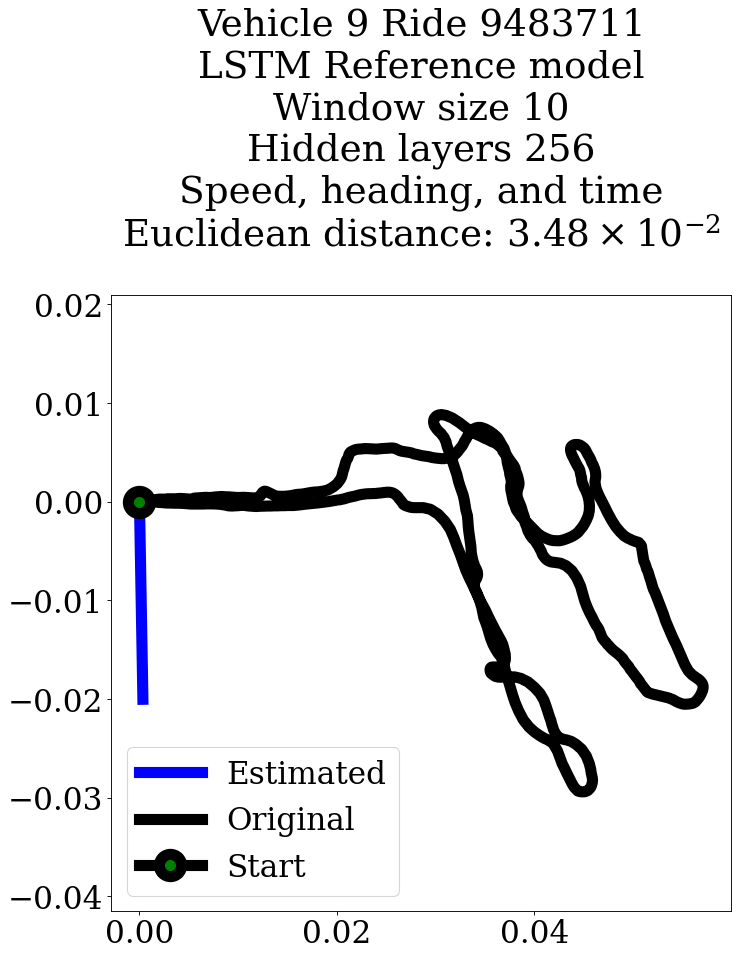 Vehicle 9 Ride 9483711
LSTM Reference model
Window size 10
Hidden layers 256
Speed, heading, and time
Euclidean distance: 3.48 × 10⁻²
0.02
0.01
0.00
−0.01
−0.02
−0.03
−0.04
Estimated
Original
Start
0.00 0.02 0.04